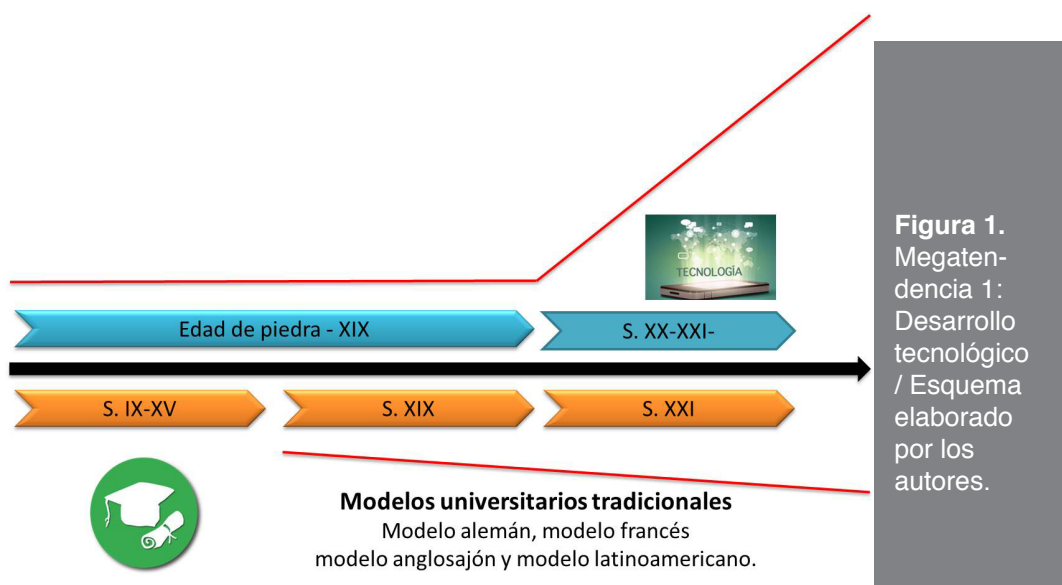 TECNOLOGÍA
Edad de piedra - XIX
S. XX-XXI-
S. IX-XV
S. XIX
S. XXI
Modelos universitarios tradicionales
Modelo alemán, modelo francés
modelo anglosajón y modelo latinoamericano.
Figura 1.
Megaten-
dencia 1:
Desarrollo
tecnológico
/ Esquema
elaborado
por los
autores.